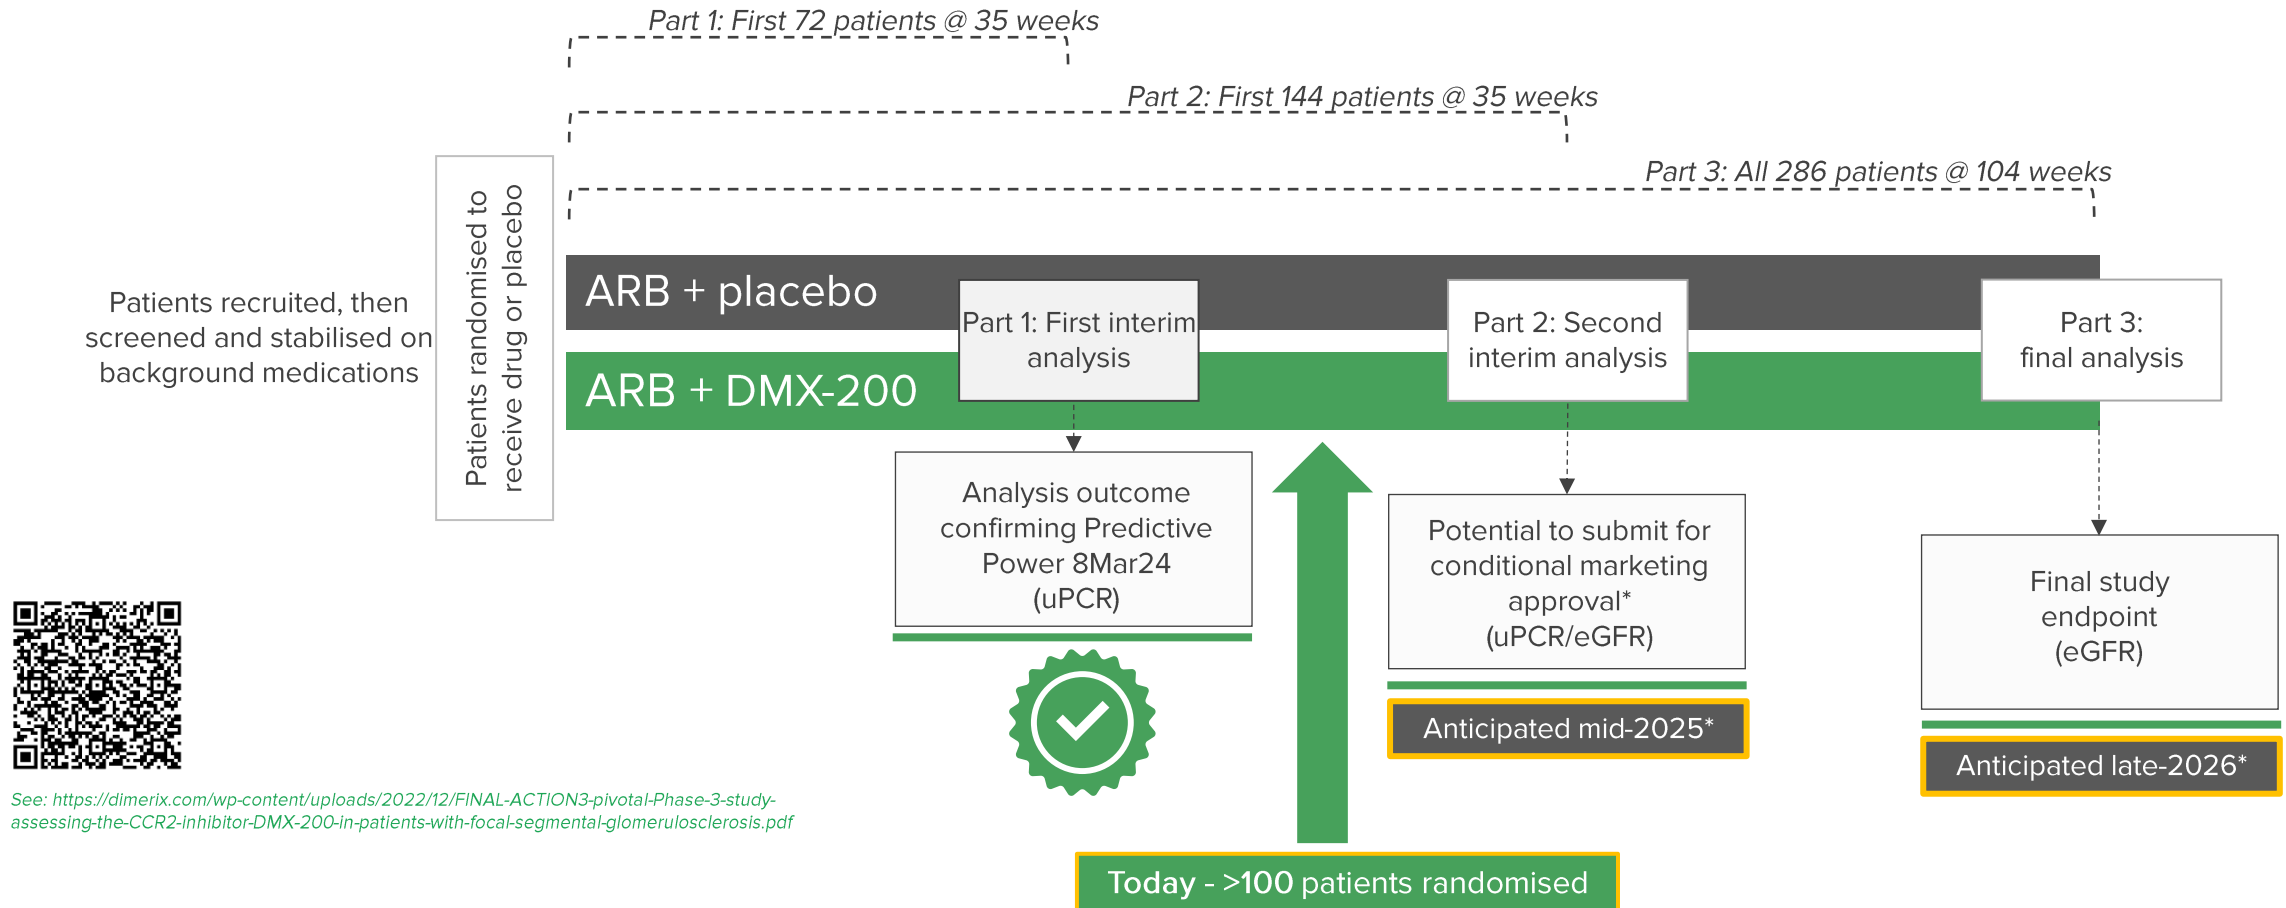 Part 1: First 72 patients @ 35 weeks
Part 2: First 144 patients @ 35 weeks
Part 3: All 286 patients @ 104 weeks
Patients recruited, then
screened and stabilised on
background medications
Patients randomised to
receive drug or placebo
ARB + placebo
ARB + DMX-200
Part 1: First interim
analysis
Part 2: Second
interim analysis
Part 3:
final analysis
Analysis outcome
confirming Predictive
Power 8Mar24
(uPCR)
Potential to submit for
conditional marketing
approval*
(uPCR/eGFR)
Anticipated mid-2025*
Final study
endpoint
(eGFR)
Anticipated late-2026*
See: https://dimerix.com/wp-content/uploads/2022/12/FINAL-ACTION3-pivotal-Phase-3-study-
assessing-the-CCR2-inhibitor-DMX-200-in-patients-with-focal-segmental-glomerulosclerosis.pdf
Today - >100 patients randomised